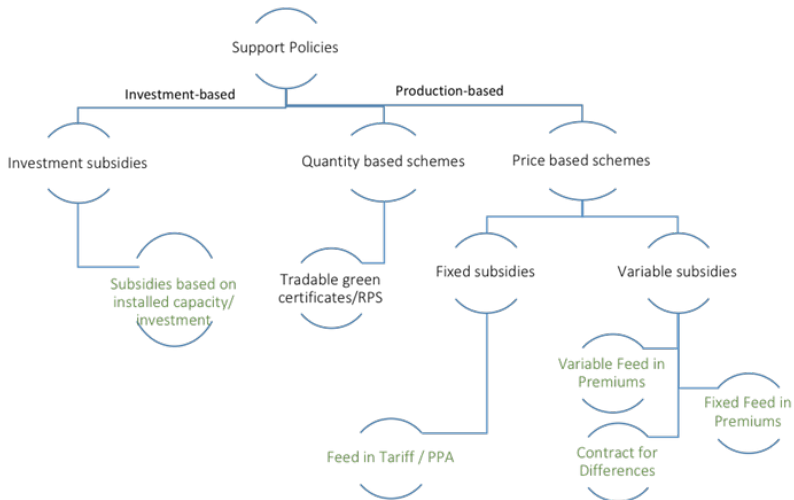 Support Policies
Investment-based
Production-based
Investment subsidies
Quantity based schemes
Price based schemes
Subsidies based on
installed capacity/
investment
Tradable green
certificates/RPS
Fixed subsidies
Variable subsidies
Variable Feed in
Premiums
Fixed Feed in
Premiums
Feed in Tariff / PPA
Contract for
Differences